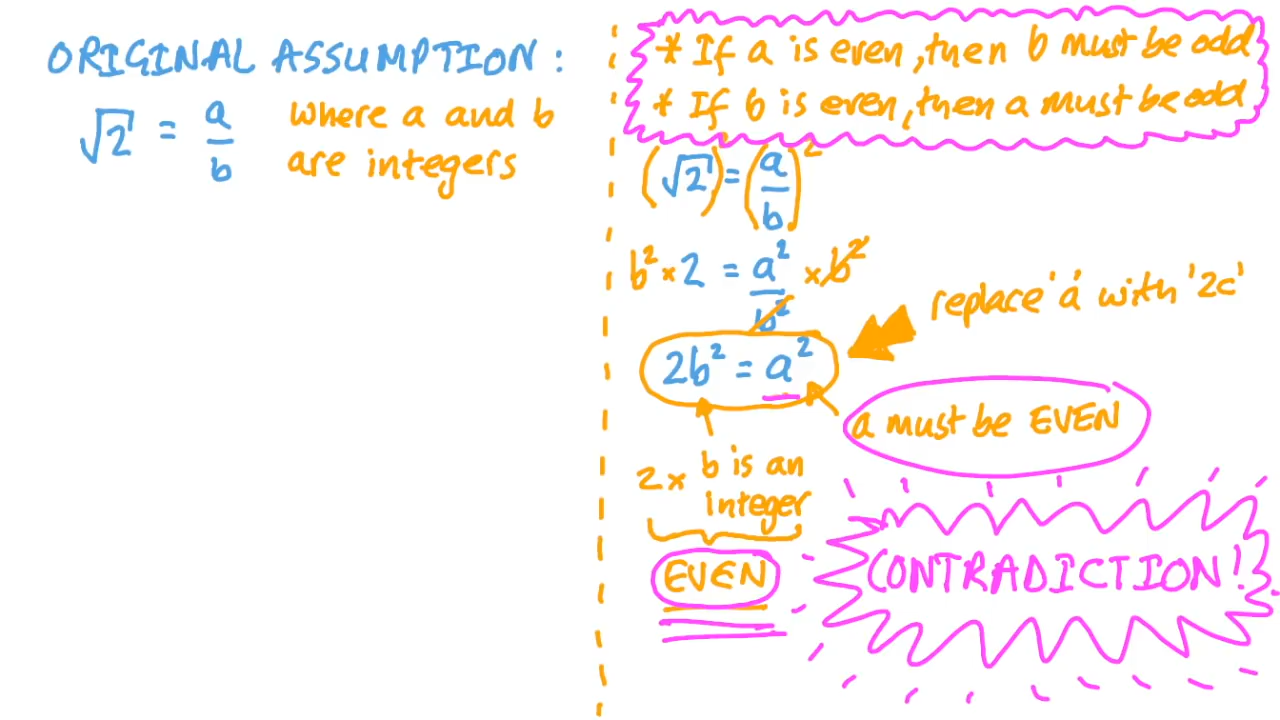 ORIGINAL ASSUMPTION :
√2 = a/b where a and b
are integers
* If a is even, then b must be odd
* If b is even, then a must be odd
(√2)² = (a/b)²
b² × 2 = a²/b² × b²
replace 'a' with '2c'
2b² = a²
a must be EVEN
2 × b is an
integer
EVEN
CONTRADICTION!